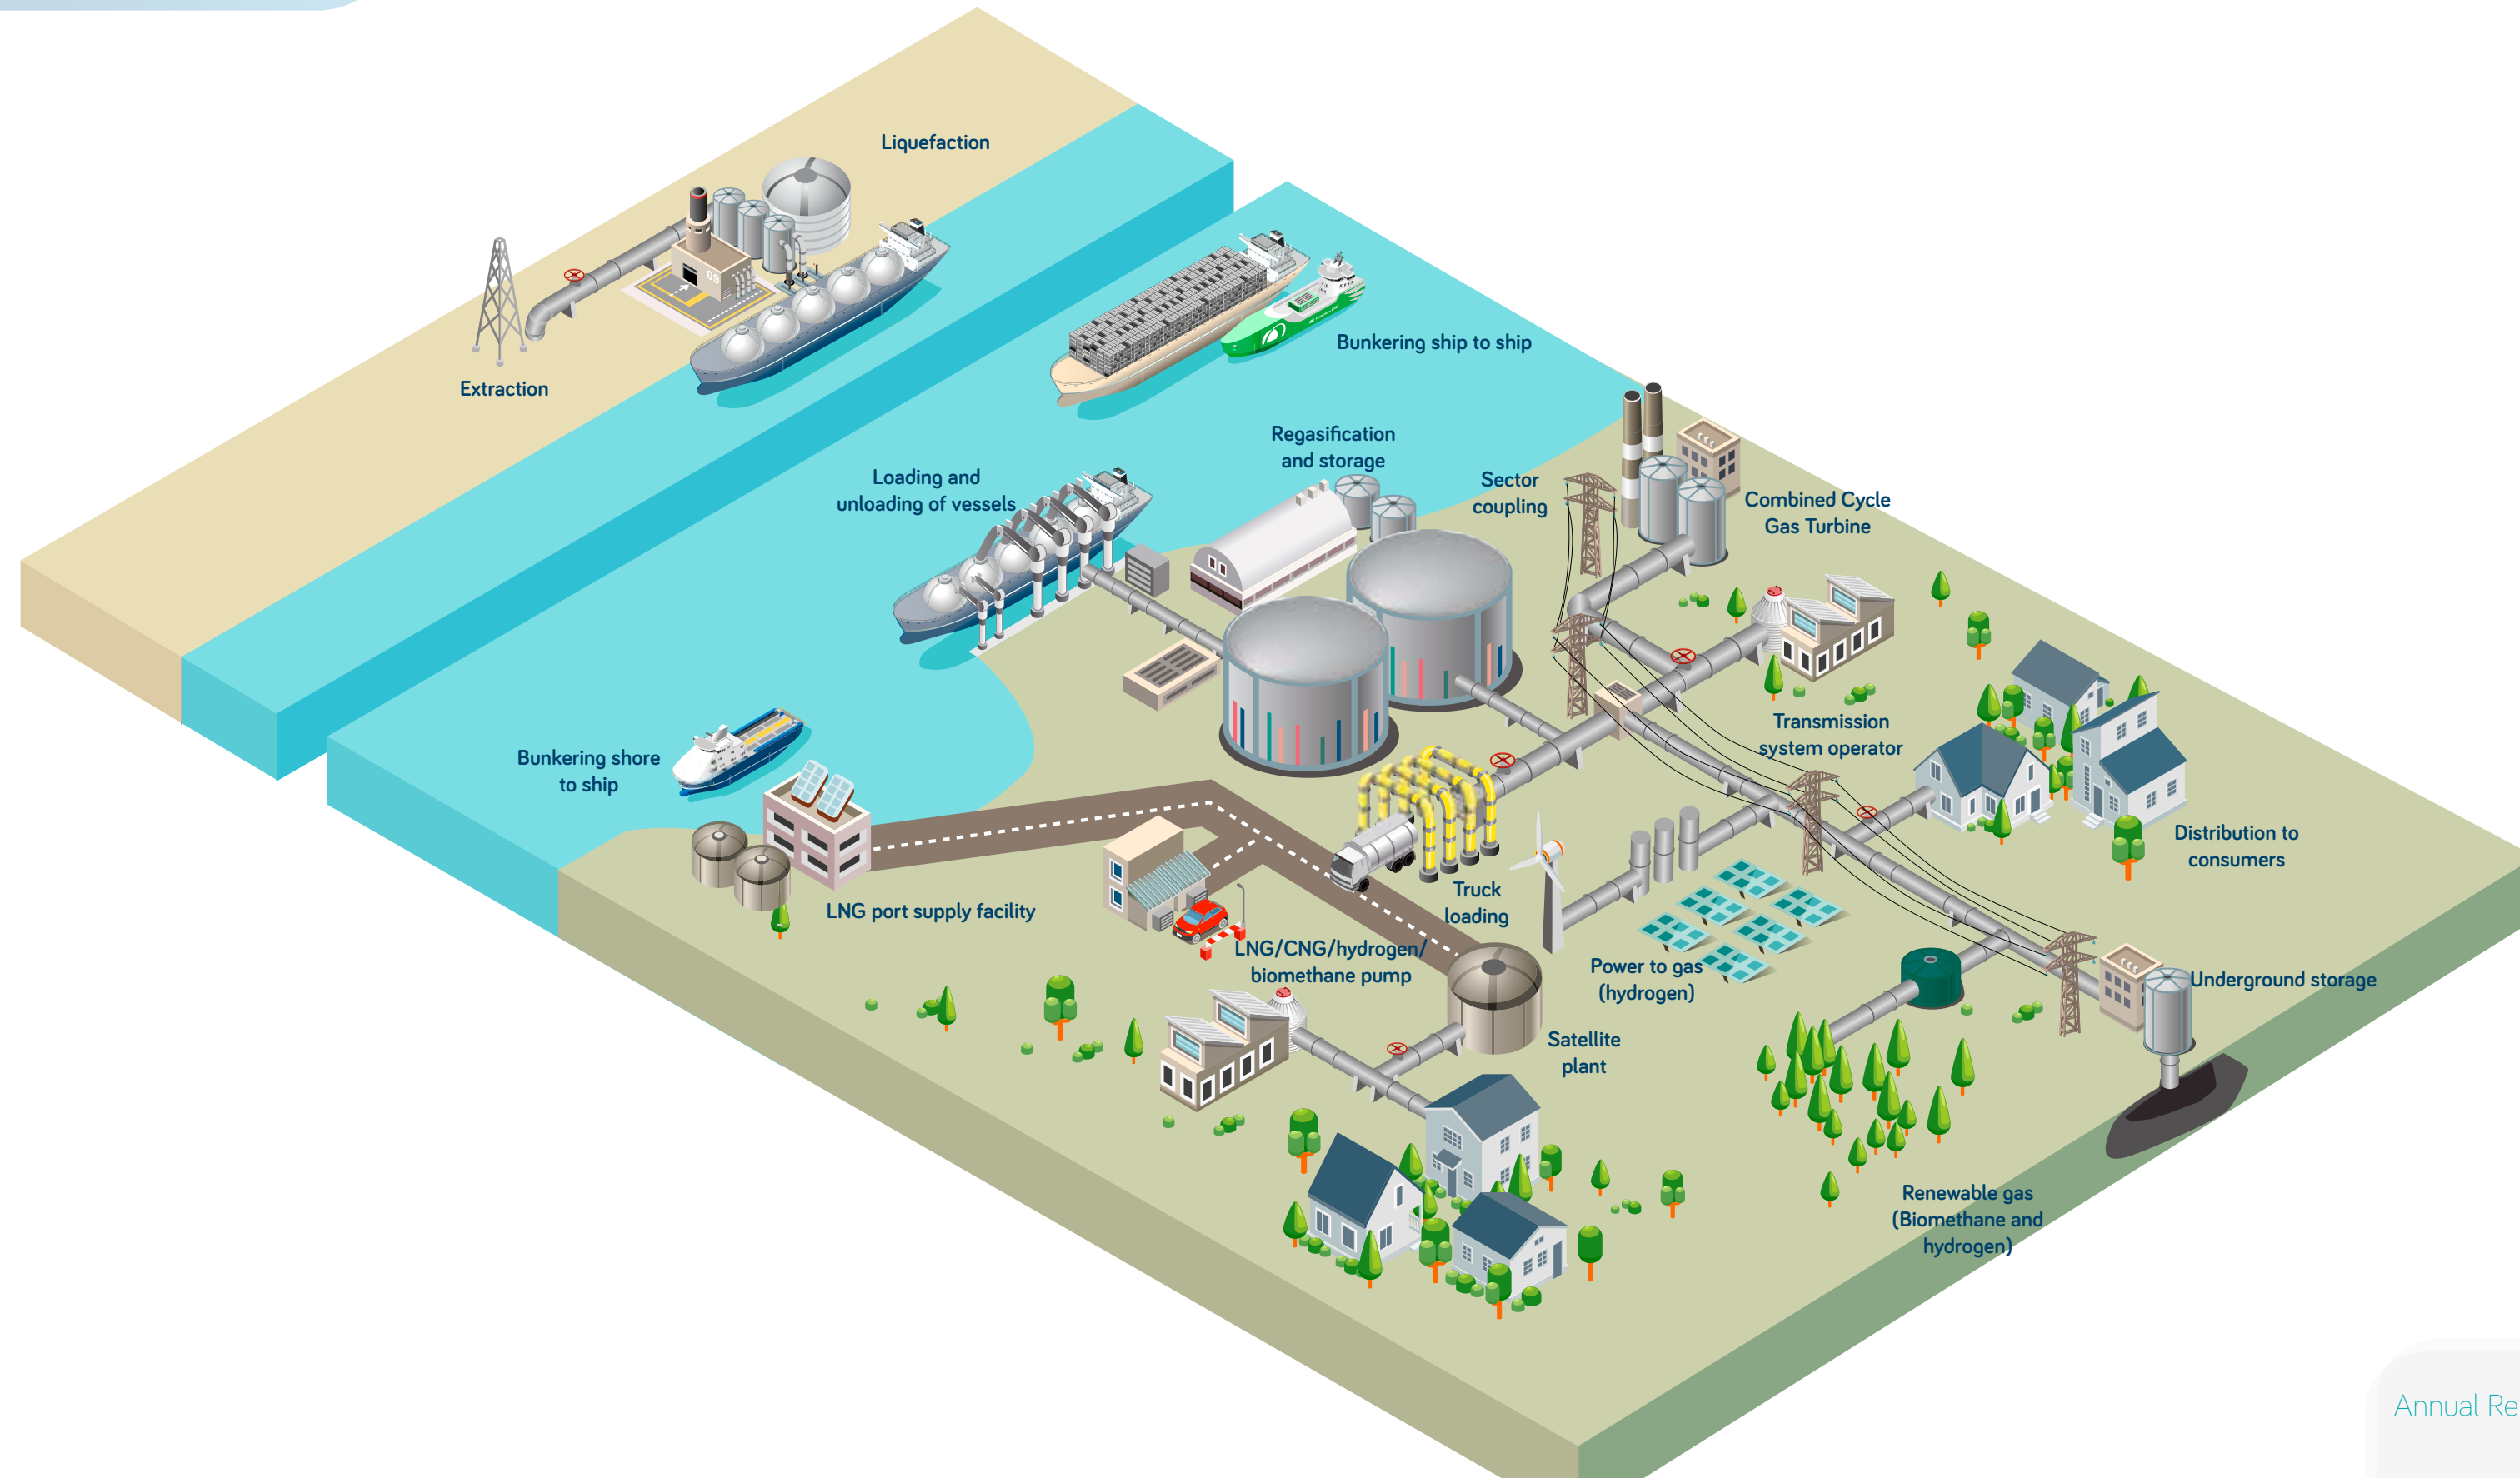 Liquefaction
Extraction
Bunkering ship to ship
Regasification
and storage
Loading and
unloading of vessels
Sector
coupling
Combined Cycle
Gas Turbine
Transmission
system operator
Bunkering shore
to ship
Distribution to
consumers
LNG port supply facility
Truck
loading
LNG/CNG/hydrogen/
biomethane pump
Power to gas
(hydrogen)
Underground storage
Satellite
plant
Renewable gas
(Biomethane and
hydrogen)
03
Annual Re